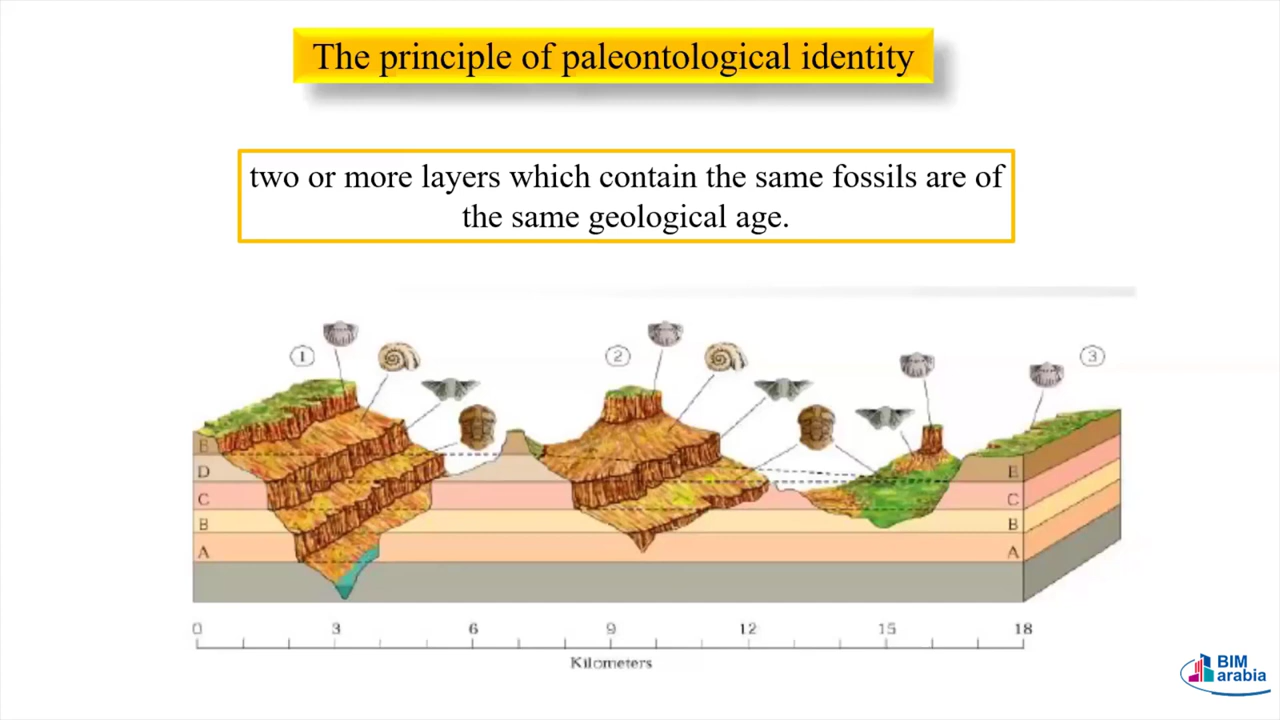 The principle of paleontological identity
two or more layers which contain the same fossils are of
the same geological age.
1 2 3
E
D E
C C
B B
A A
0 3 6 9 12 15 18
Kilometers
BIM
arabia